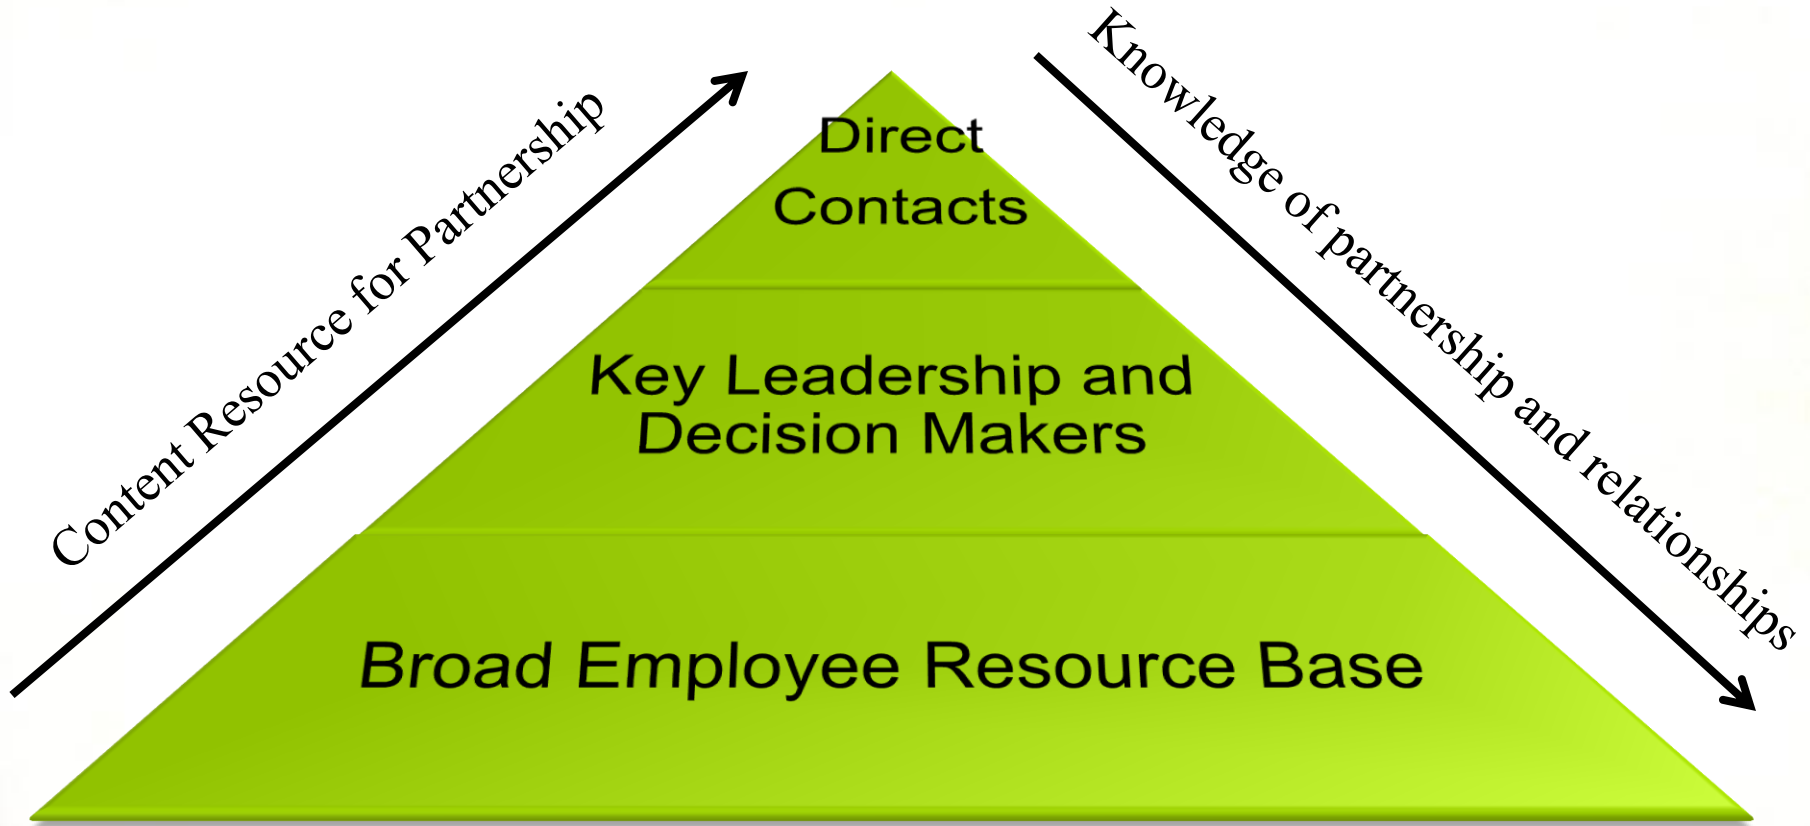 Content Resource for Partnership
Knowledge of partnership and relationships
Direct
Contacts
Key Leadership and
Decision Makers
Broad Employee Resource Base